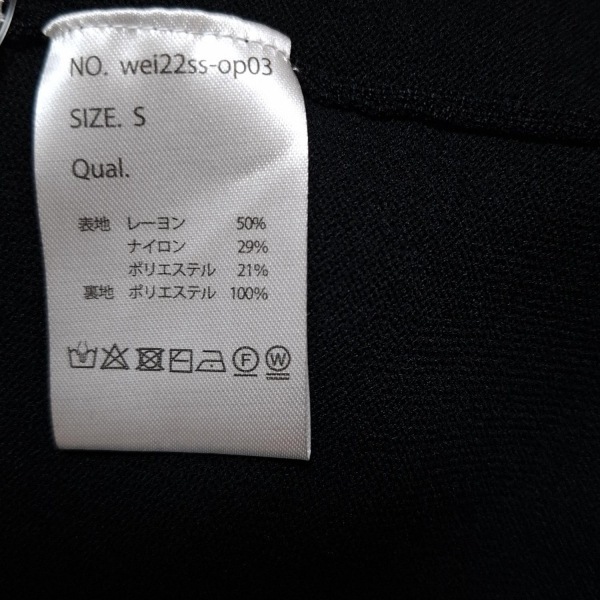 NO. wei22ss-op03
SIZE. S
Qual.
表地 レーヨン 50%
ナイロン 29%
ポリエステル 21%
裏地 ポリエステル 100%
F W